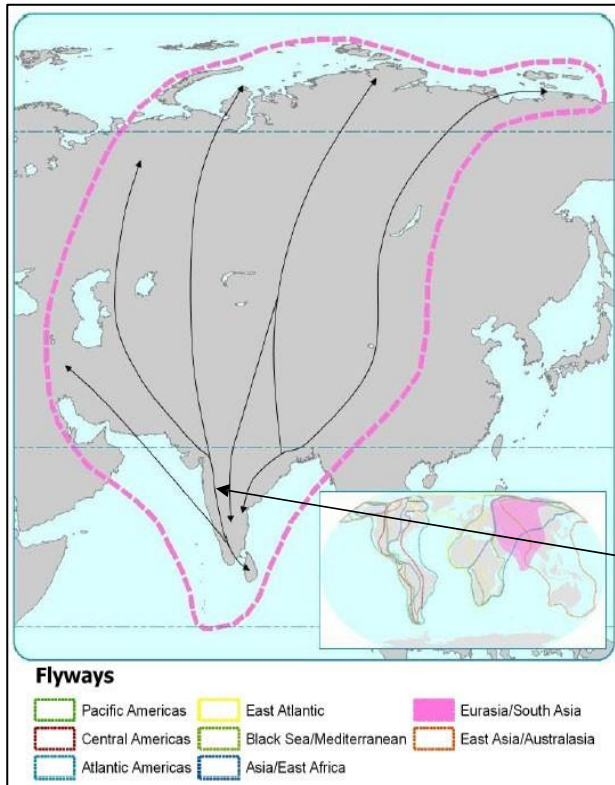 Flyways
Pacific Americas East Atlantic Eurasia/South Asia
Central Americas Black Sea/Mediterranean East Asia/Australasia
Atlantic Americas Asia/East Africa